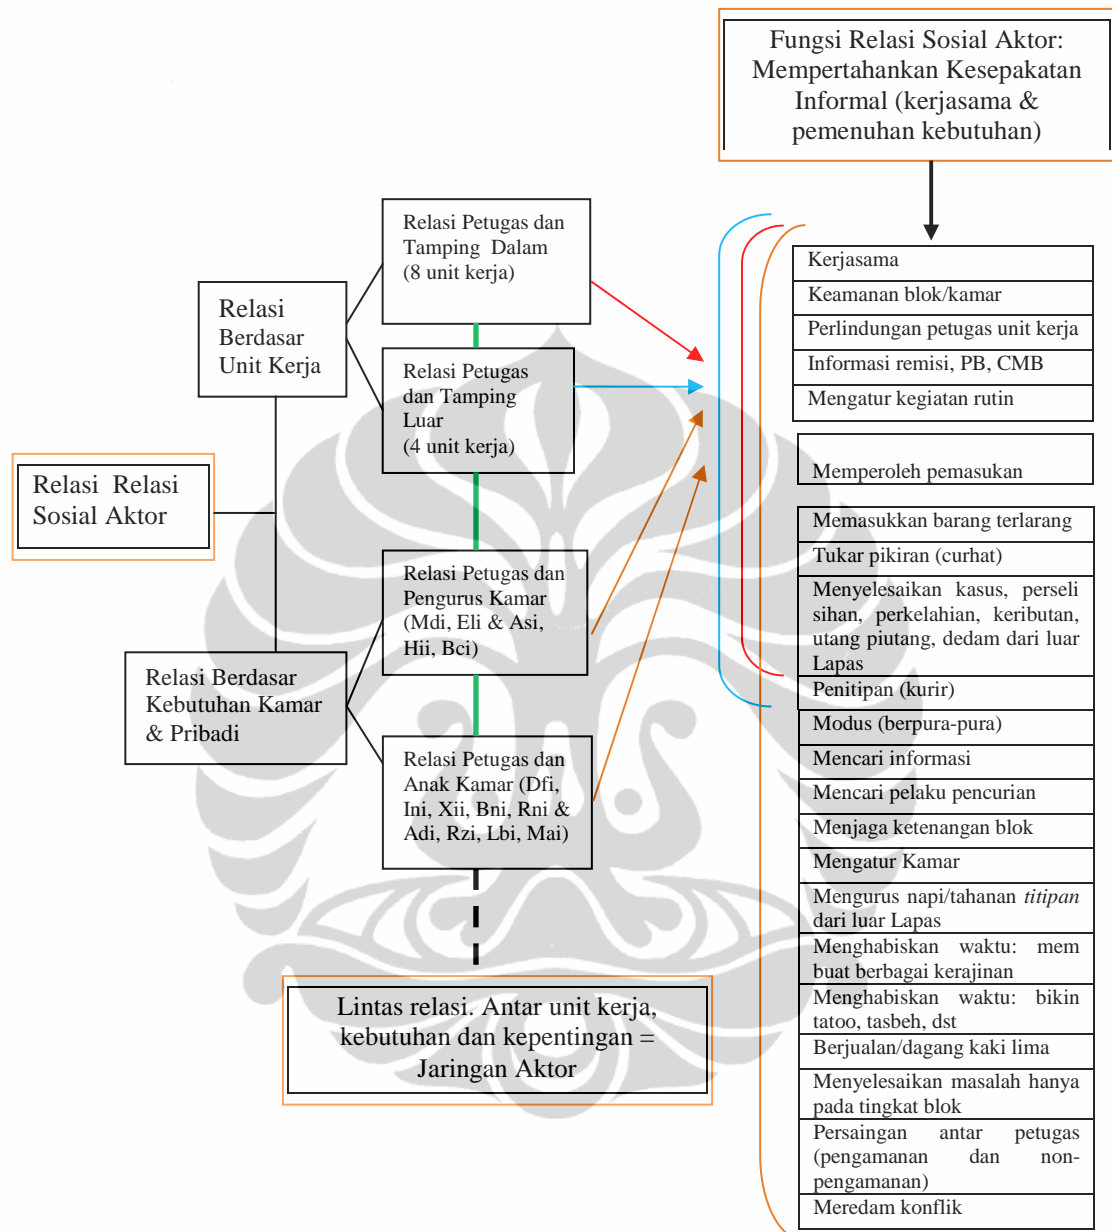 Fungsi Relasi Sosial Aktor:
Mempertahankan Kesepakatan
Informal (kerjasama &
pemenuhan kebutuhan)
Relasi Petugas dan
Tamping Dalam
(8 unit kerja)
Relasi
Berdasar
Unit Kerja
Relasi Petugas
dan Tamping
Luar
(4 unit kerja)
Relasi Relasi
Sosial Aktor
Relasi Petugas dan
Pengurus Kamar
(Mdi, Eli & Asi,
Hii, Bci)
Relasi Berdasar
Kebutuhan Kamar
& Pribadi
Relasi Petugas dan
Anak Kamar (Dfi,
Ini, Xii, Bni, Rni &
Adi, Rzi, Lbi, Mai)
Lintas relasi. Antar unit kerja,
kebutuhan dan kepentingan =
Jaringan Aktor
Kerjasama
Keamanan blok/kamar
Perlindungan petugas unit kerja
Informasi remisi, PB, CMB
Mengatur kegiatan rutin
Memperoleh pemasukan
Memasukkan barang terlarang
Tukar pikiran (curhat)
Menyelesaikan kasus, perseli
sihan, perkelahian, keributan,
utang piutang, dedam dari luar
Lapas
Penitipan (kurir)
Modus (berpura-pura)
Mencari informasi
Mencari pelaku pencurian
Menjaga ketenangan blok
Mengatur Kamar
Mengurus napi/tahanan titipan
dari luar Lapas
Menghabiskan waktu: mem
buat berbagai kerajinan
Menghabiskan waktu: bikin
tatoo, tasbeh, dst
Berjualan/dagang kaki lima
Menyelesaikan masalah hanya
pada tingkat blok
Persaingan antar petugas
(pengamanan dan non-
pengamanan)
Meredam konflik